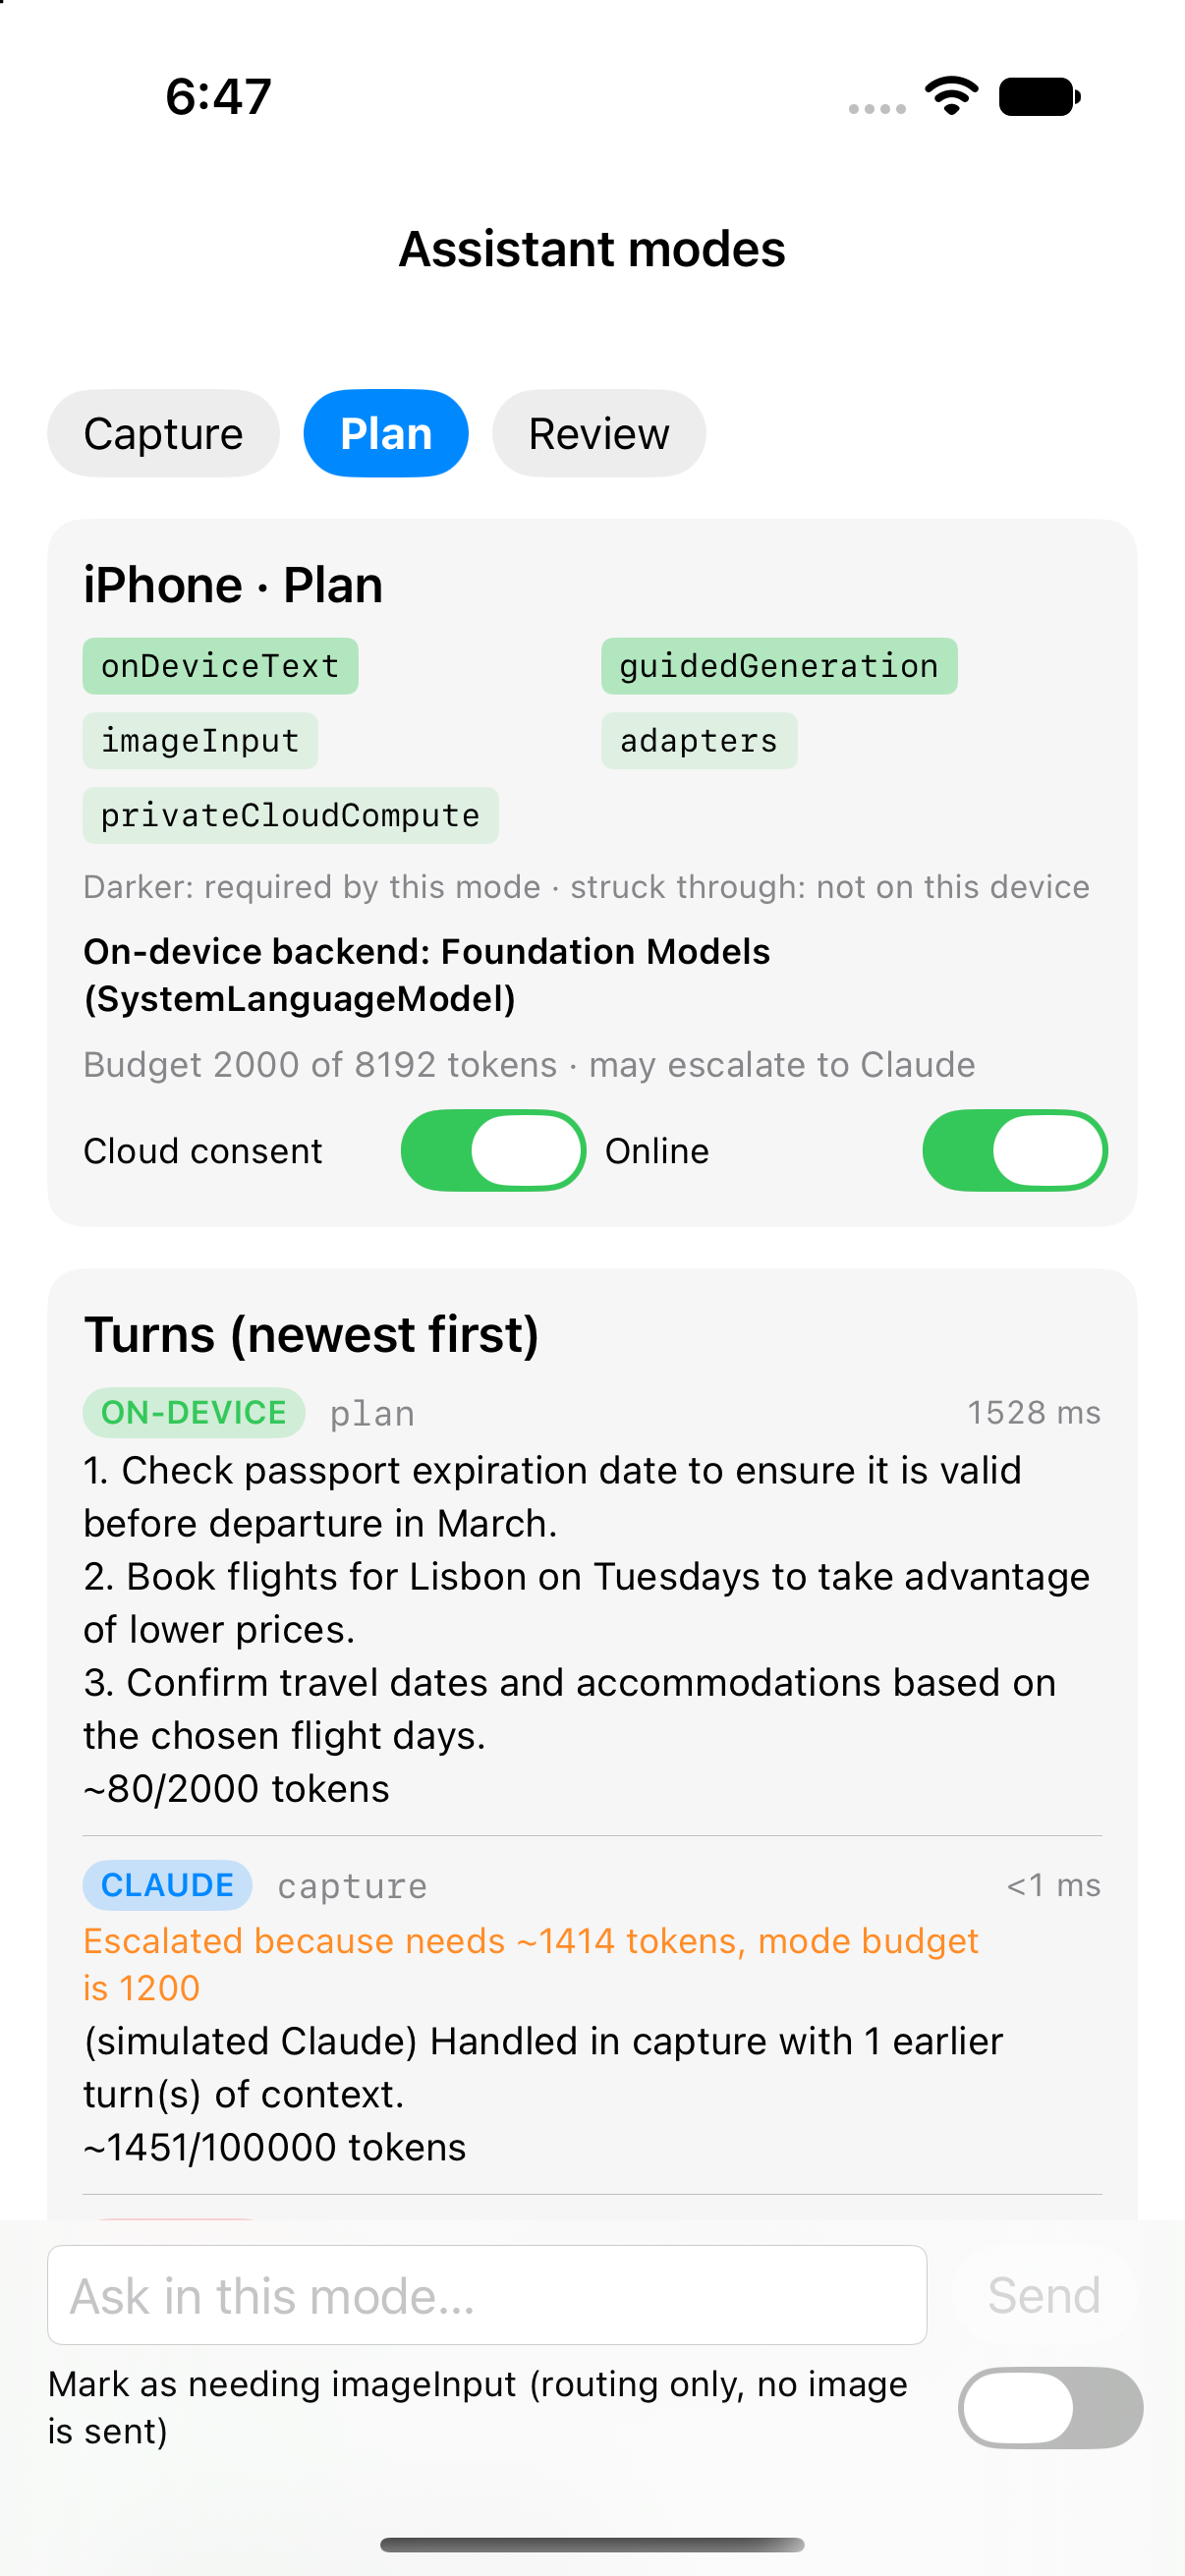 6:47
Assistant modes
Capture Plan Review
iPhone · Plan
onDeviceText guidedGeneration
imageInput adapters
privateCloudCompute
Darker: required by this mode · struck through: not on this device
On-device backend: Foundation Models
(SystemLanguageModel)
Budget 2000 of 8192 tokens · may escalate to Claude
Cloud consent Online
Turns (newest first)
ON-DEVICE plan 1528 ms
1. Check passport expiration date to ensure it is valid
before departure in March.
2. Book flights for Lisbon on Tuesdays to take advantage
of lower prices.
3. Confirm travel dates and accommodations based on
the chosen flight days.
~80/2000 tokens
CLAUDE capture <1 ms
Escalated because needs ~1414 tokens, mode budget
is 1200
(simulated Claude) Handled in capture with 1 earlier
turn(s) of context.
~1451/100000 tokens
Ask in this mode... Send
Mark as needing imageInput (routing only, no image
is sent)